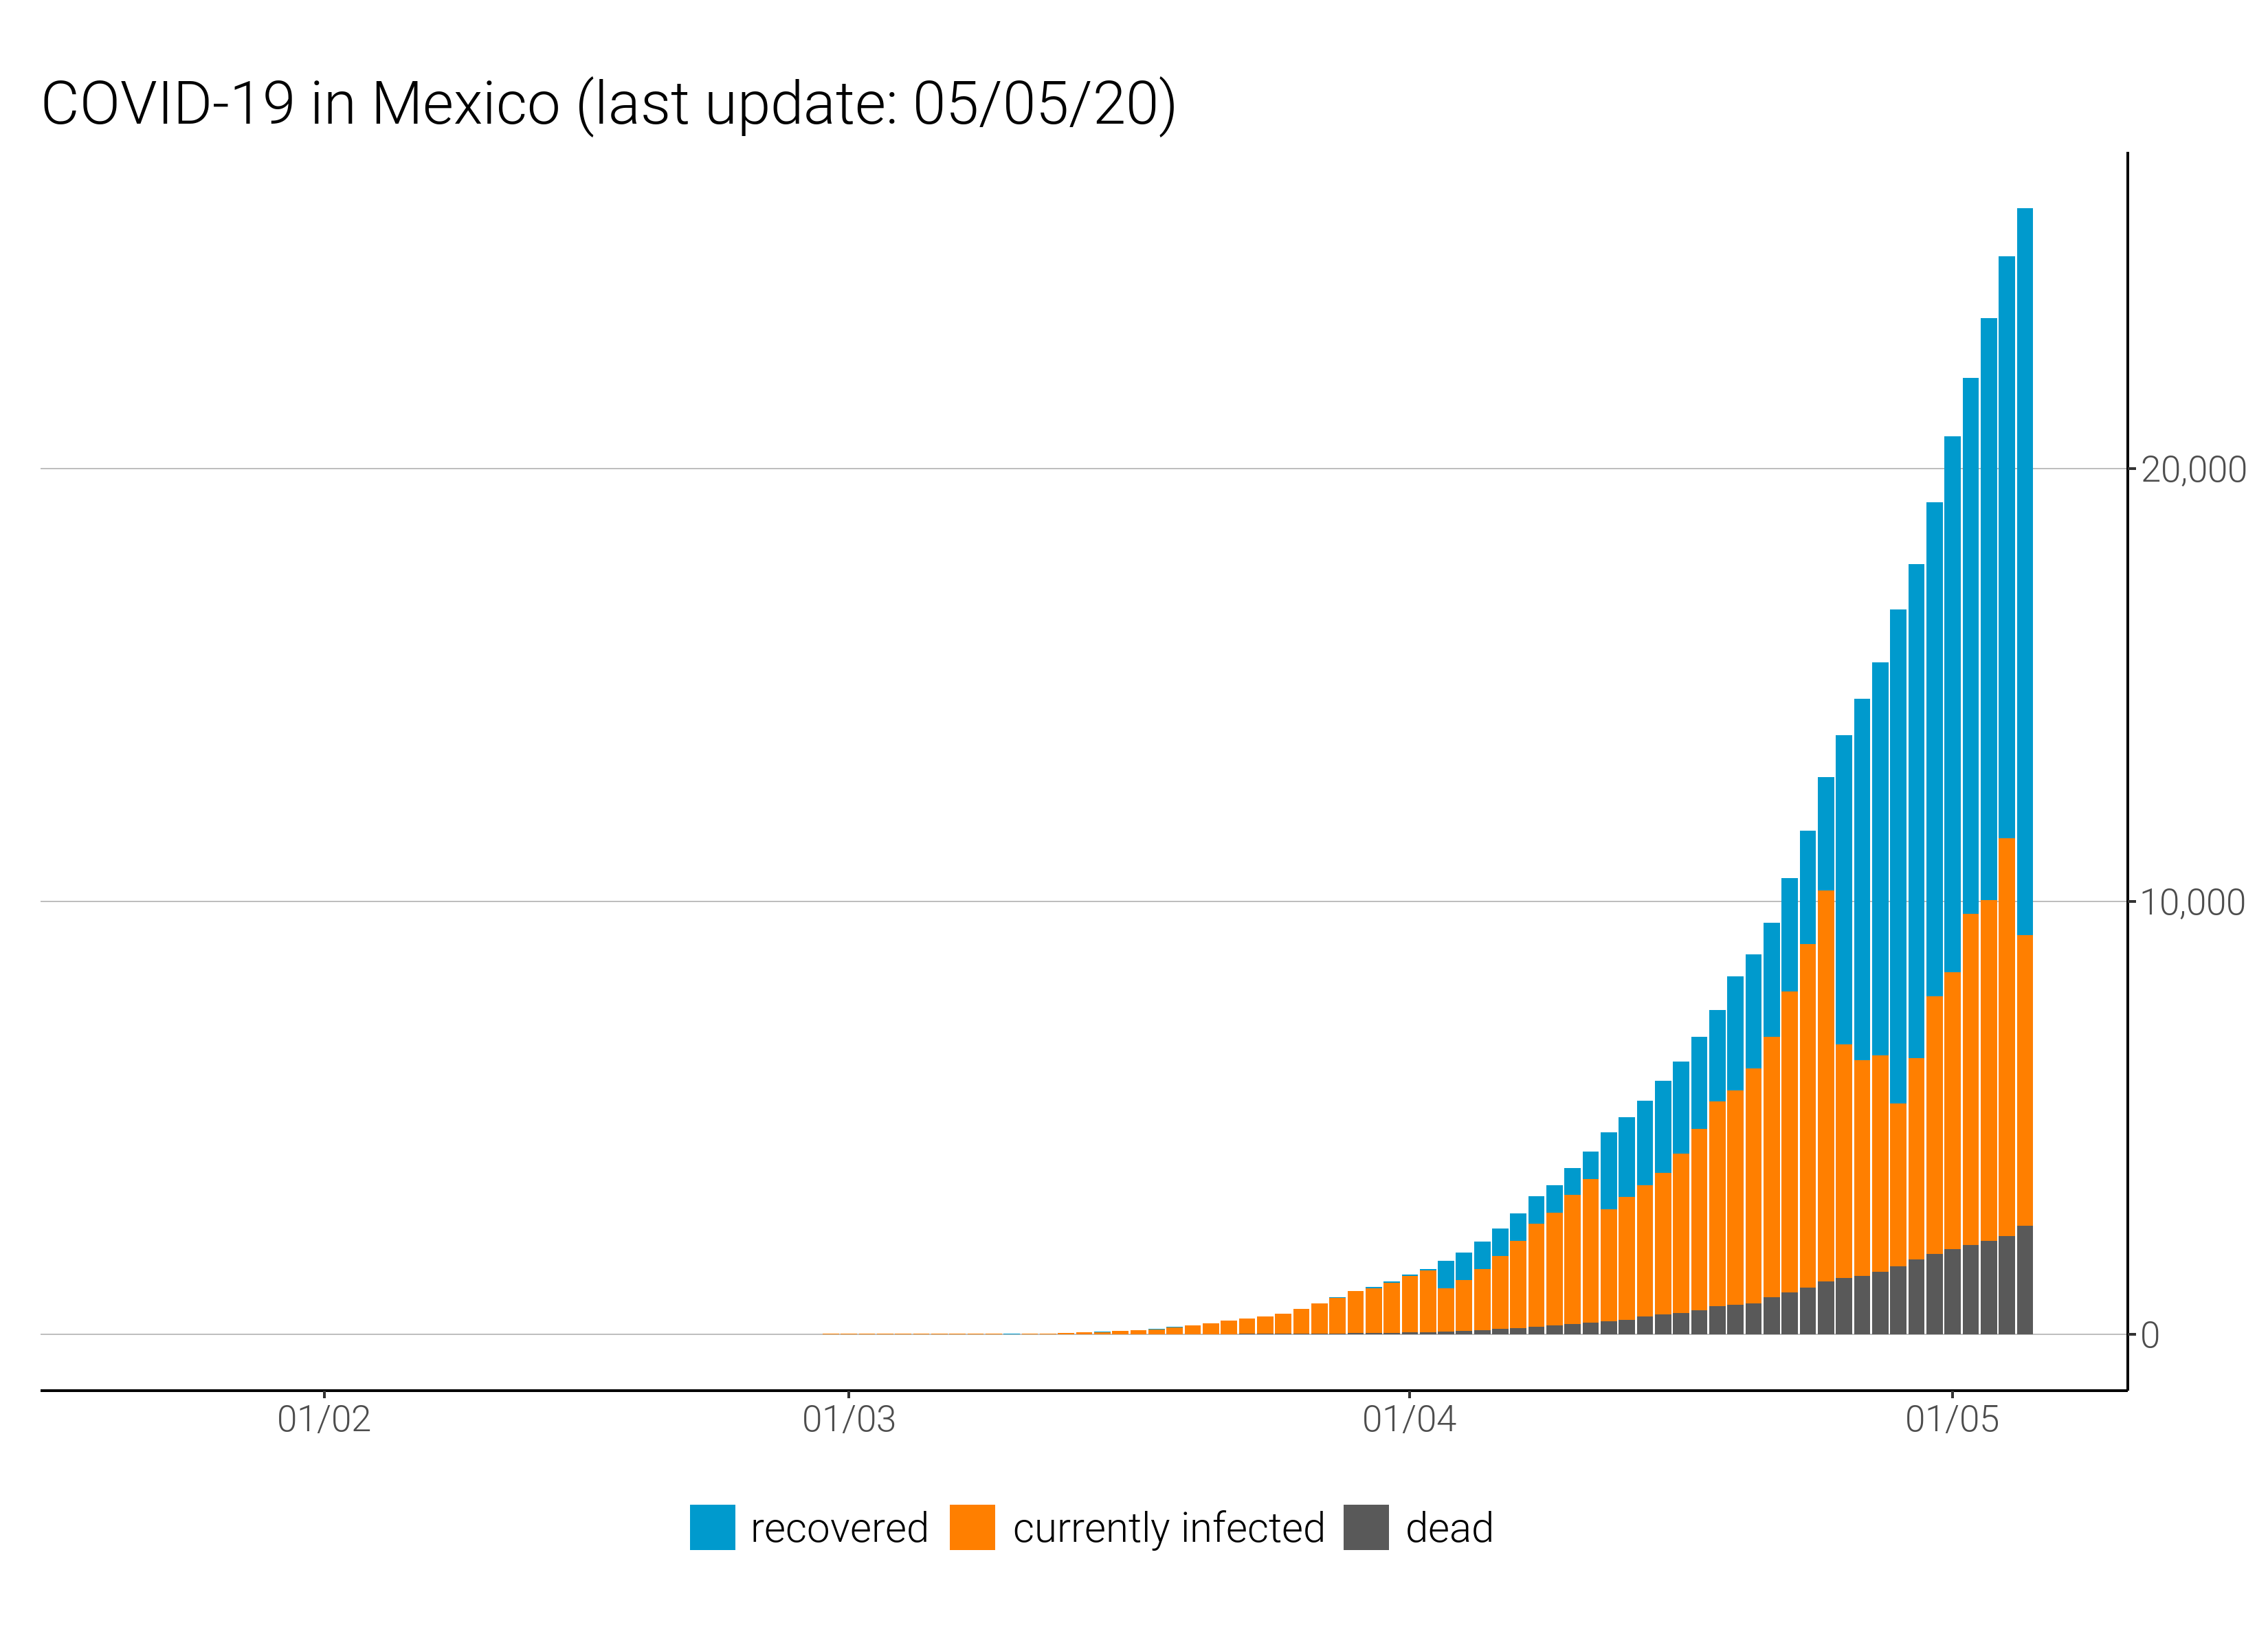 COVID-19 in Mexico (last update: 05/05/20)
20,000
10,000
0
01/02 01/03 01/04 01/05
recovered currently infected dead